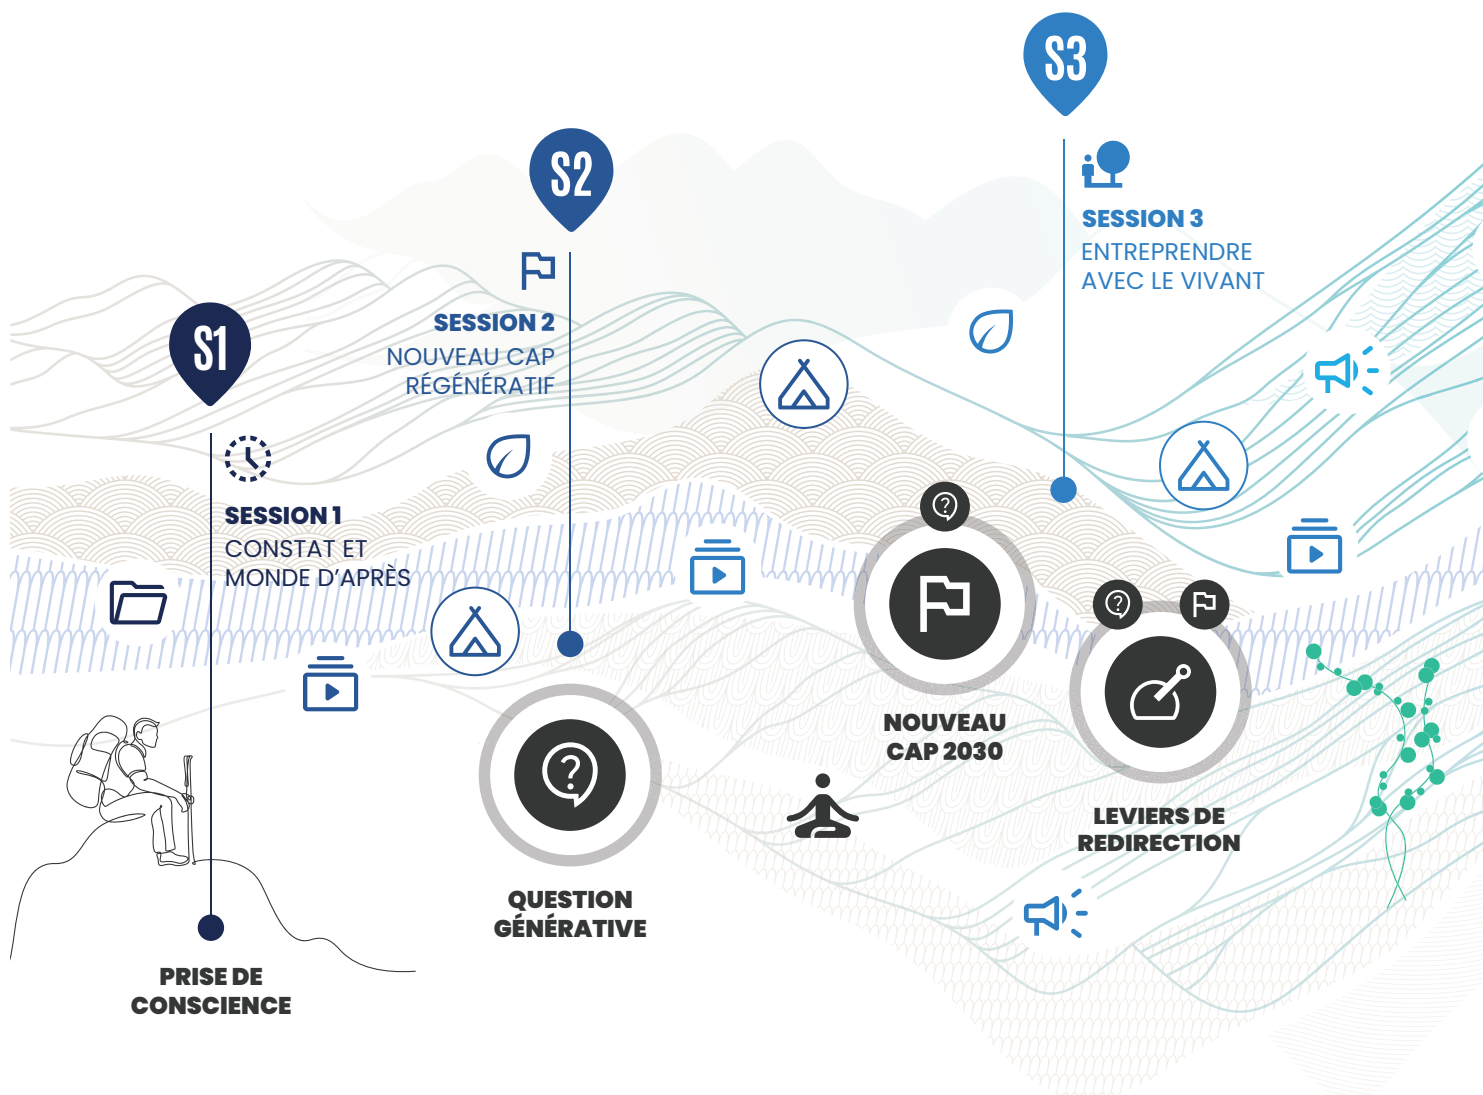 S1
SESSION 1
CONSTAT ET
MONDE D'APRÈS
PRISE DE
CONSCIENCE
S2
SESSION 2
NOUVEAU CAP
RÉGÉNÉRATIF
?
QUESTION
GÉNÉRATIVE
S3
SESSION 3
ENTREPRENDRE
AVEC LE VIVANT
?
NOUVEAU
CAP 2030
?
LEVIERS DE
REDIRECTION